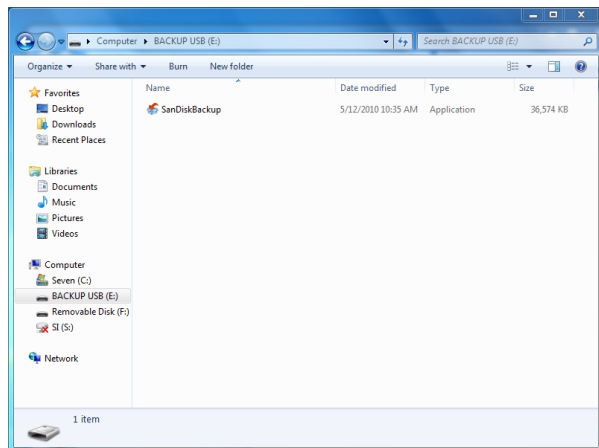 Computer BACKUP USB (E:) Search BACKUP USB (E:)
Organize Share with Burn New folder
Name Date modified Type Size
SanDiskBackup 5/12/2010 10:35 AM Application 36,574 KB
Favorites
Desktop
Downloads
Recent Places
Libraries
Documents
Music
Pictures
Videos
Computer
Seven (C:)
BACKUP USB (E:)
Removable Disk (F:)
SI (S:)
Network
1 item